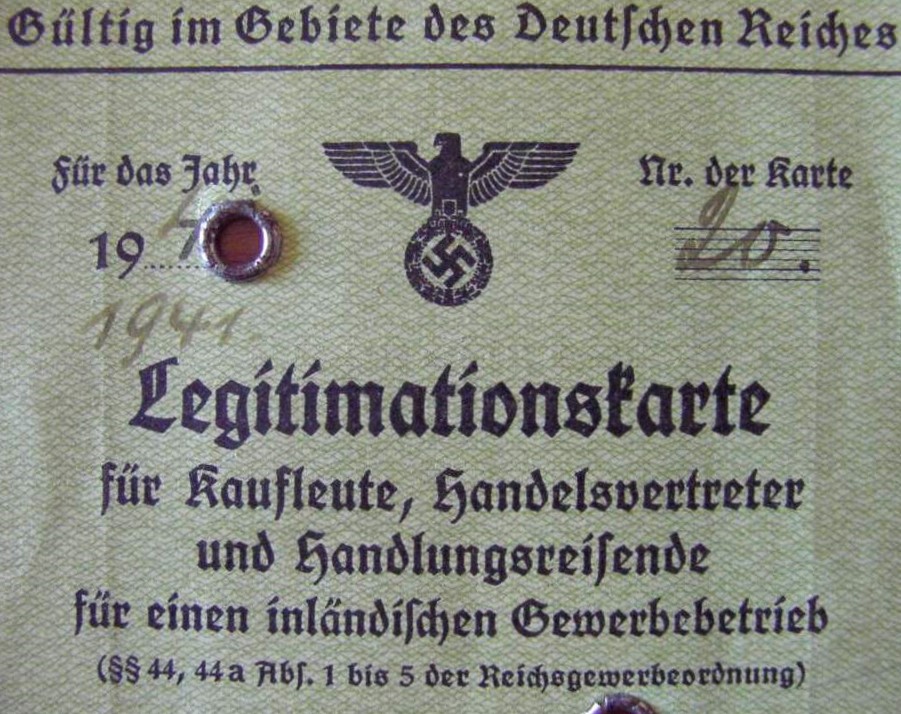 Gültig im Gebiete des Deutſchen Reiches
Für das Jahr
Nr. der Karte
19
20.
1941.
Legitimationskarte
für Kaufleute, Handelsvertreter
und Handlungsreiſende
für einen inländiſchen Gewerbebetrieb
(§§ 44, 44a Abſ. 1 bis 5 der Reichsgewerbeordnung)